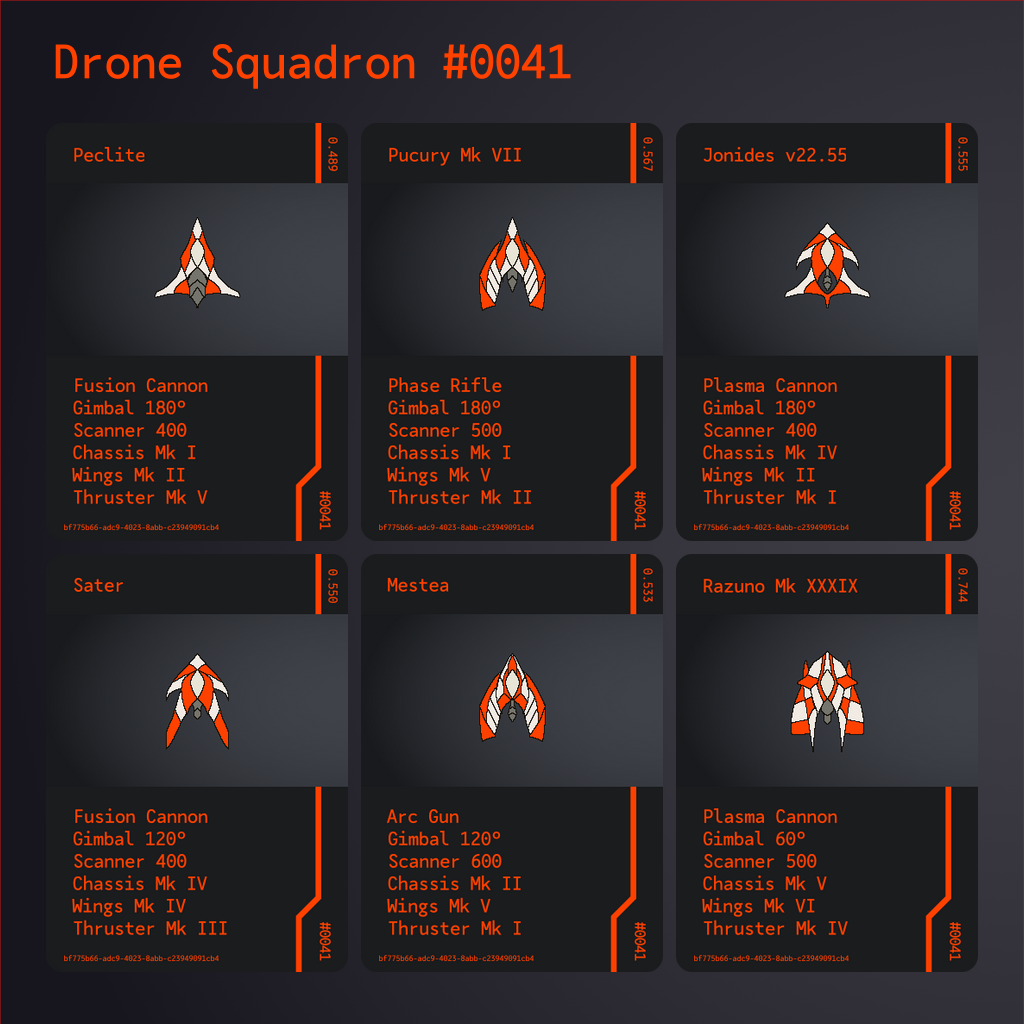 Drone Squadron #0041
Peclite
0.489
Fusion Cannon
Gimbal 180º
Scanner 400
Chassis Mk I
Wings Mk II
Thruster Mk V
#0041
bf775b66-adc9-4023-8abb-c23949091cb4
Pucury Mk VII
0.567
Phase Rifle
Gimbal 180º
Scanner 500
Chassis Mk I
Wings Mk V
Thruster Mk II
#0041
bf775b66-adc9-4023-8abb-c23949091cb4
Jonides v22.55
0.555
Plasma Cannon
Gimbal 180º
Scanner 400
Chassis Mk IV
Wings Mk II
Thruster Mk I
#0041
bf775b66-adc9-4023-8abb-c23949091cb4
Sater
0.550
Fusion Cannon
Gimbal 120º
Scanner 400
Chassis Mk IV
Wings Mk IV
Thruster Mk III
#0041
bf775b66-adc9-4023-8abb-c23949091cb4
Mestea
0.533
Arc Gun
Gimbal 120º
Scanner 600
Chassis Mk II
Wings Mk V
Thruster Mk I
#0041
bf775b66-adc9-4023-8abb-c23949091cb4
Razuno Mk XXXIX
0.744
Plasma Cannon
Gimbal 60º
Scanner 500
Chassis Mk V
Wings Mk VI
Thruster Mk IV
#0041
bf775b66-adc9-4023-8abb-c23949091cb4